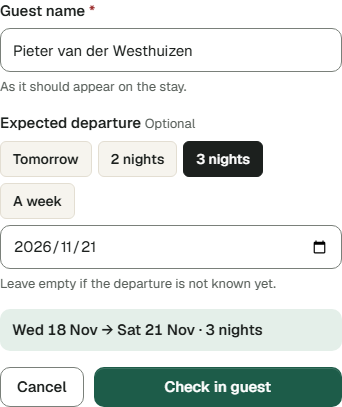 Guest name *
Pieter van der Westhuizen
As it should appear on the stay.
Expected departure Optional
Tomorrow 2 nights 3 nights
A week
2026/11/21
Leave empty if the departure is not known yet.
Wed 18 Nov → Sat 21 Nov · 3 nights
Cancel Check in guest